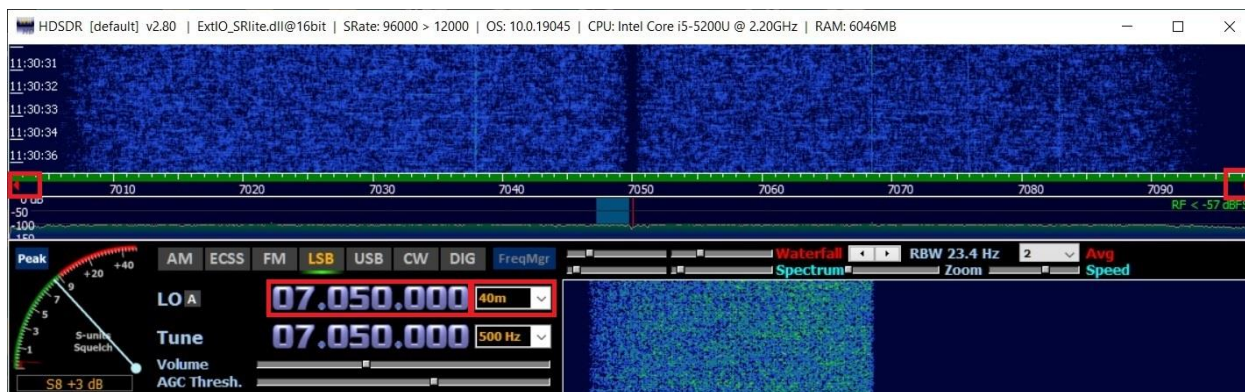 HDSDR [default] v2.80 | ExtIO_SRlite.dll@16bit | SRate: 96000 > 12000 | OS: 10.0.19045 | CPU: Intel Core i5-5200U @ 2.20GHz | RAM: 6046MB
11:30:31
11:30:32
11:30:33
11:30:34
11:30:36
7010 7020 7030 7040 7050 7060 7070 7080 7090
0 dB
-50
-100
RF < -57 dBFS
Peak
+20 +40
9
7
5
3
1
S-units
Squelch
S8 +3 dB
AM ECSS FM LSB USB CW DIG FreqMgr
LO A 07.050.000 40m
Tune 07.050.000 500 Hz
Volume
AGC Thresh.
Waterfall RBW 23.4 Hz 2 Avg
Spectrum Zoom Speed